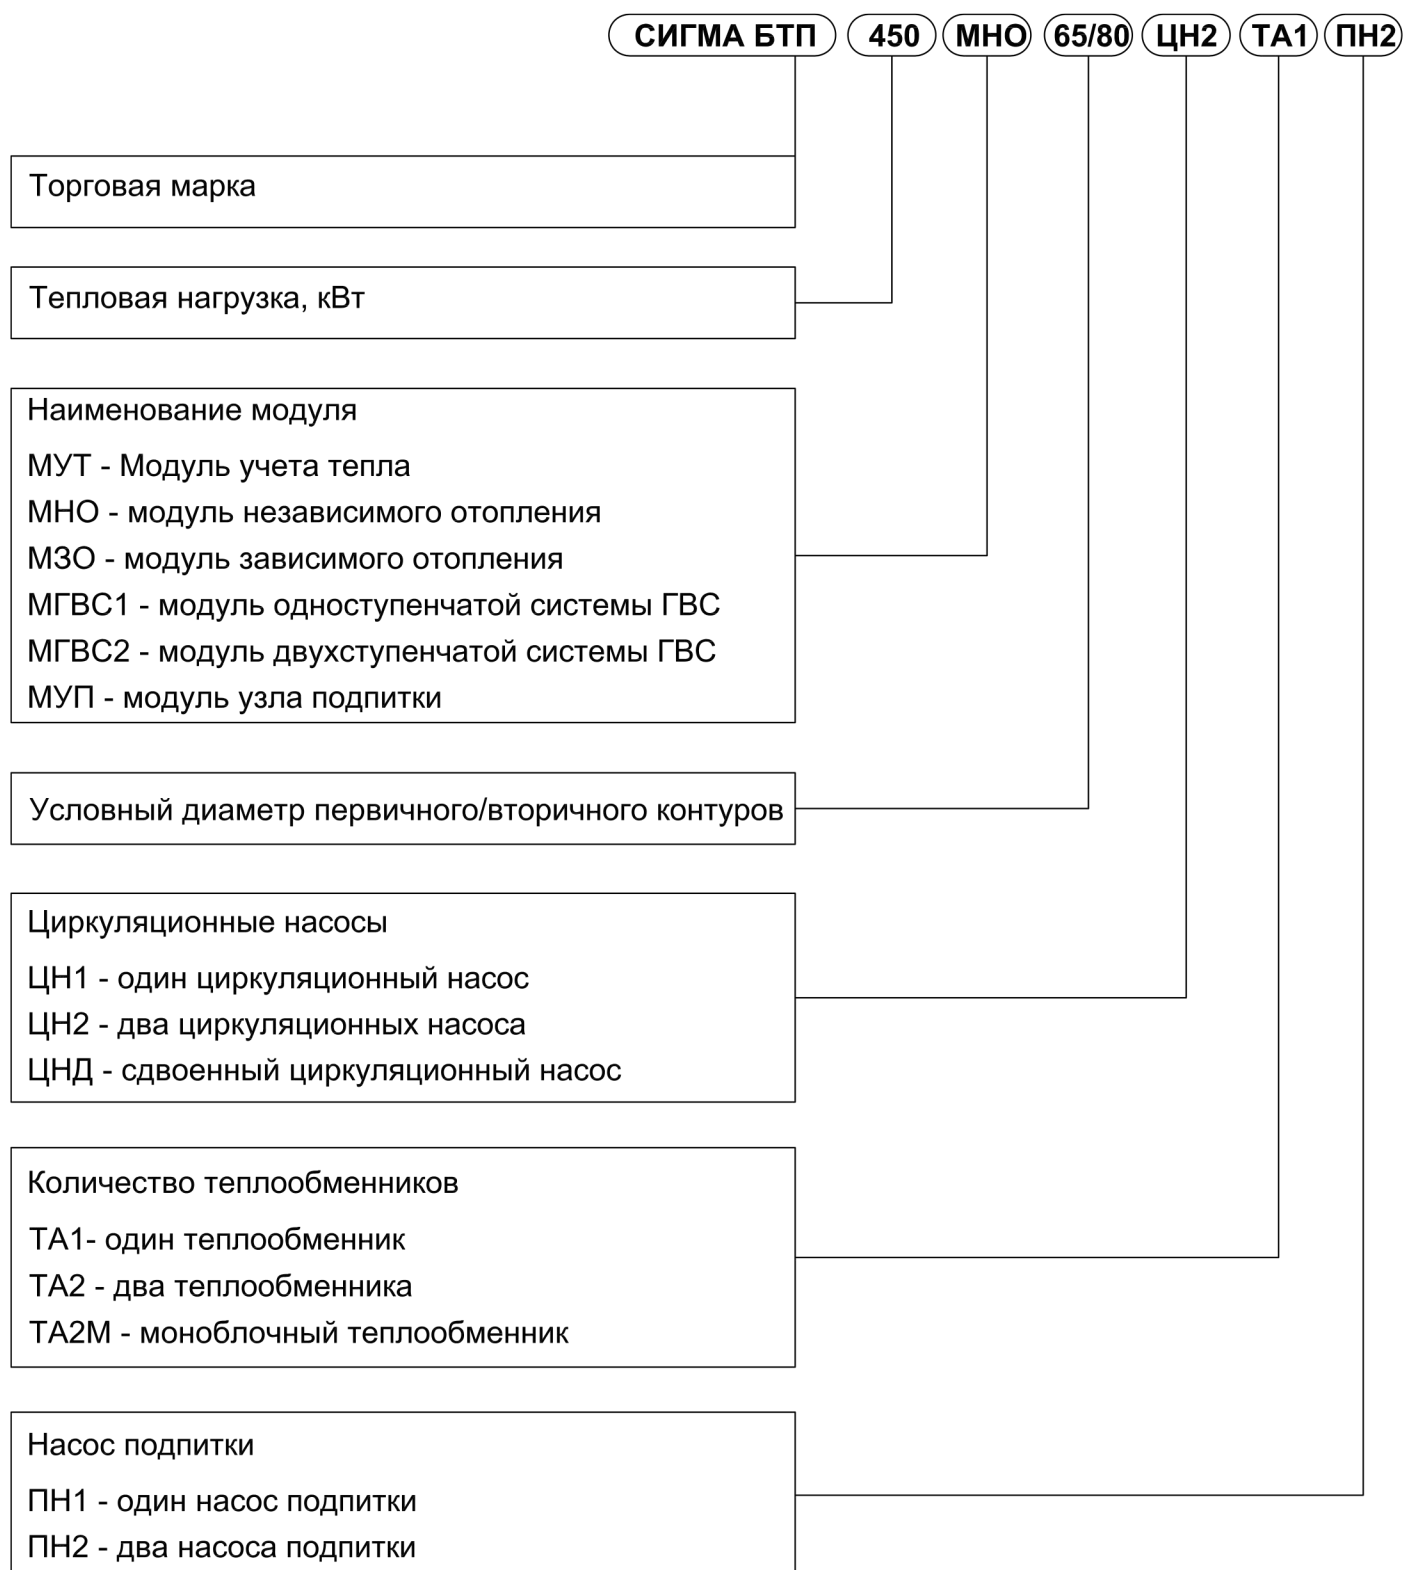 СИГМА БТП 450 МНО 65/80 ЦН2 ТА1 ПН2
Торговая марка
Тепловая нагрузка, кВт
Наименование модуля
МУТ - Модуль учета тепла
МНО - модуль независимого отопления
МЗО - модуль зависимого отопления
МГВС1 - модуль одноступенчатой системы ГВС
МГВС2 - модуль двухступенчатой системы ГВС
МУП - модуль узла подпитки
Условный диаметр первичного/вторичного контуров
Циркуляционные насосы
ЦН1 - один циркуляционный насос
ЦН2 - два циркуляционных насоса
ЦНД - сдвоенный циркуляционный насос
Количество теплообменников
ТА1- один теплообменник
ТА2 - два теплообменника
ТА2М - моноблочный теплообменник
Насос подпитки
ПН1 - один насос подпитки
ПН2 - два насоса подпитки